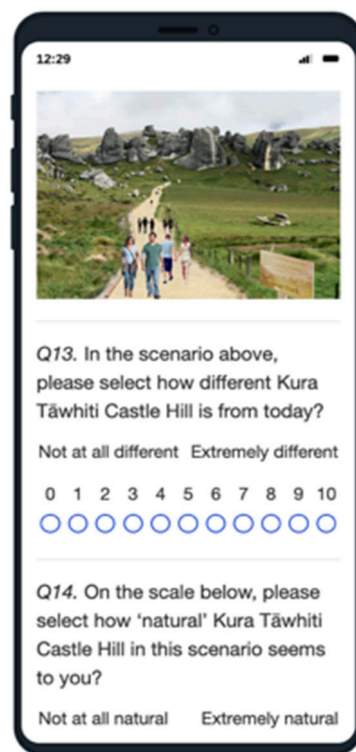 12:29
Q13. In the scenario above,
please select how different Kura
Tāwhiti Castle Hill is from today?
Not at all different Extremely different
0 1 2 3 4 5 6 7 8 9 10
Q14. On the scale below, please
select how ‘natural’ Kura Tāwhiti
Castle Hill in this scenario seems
to you?
Not at all natural Extremely natural